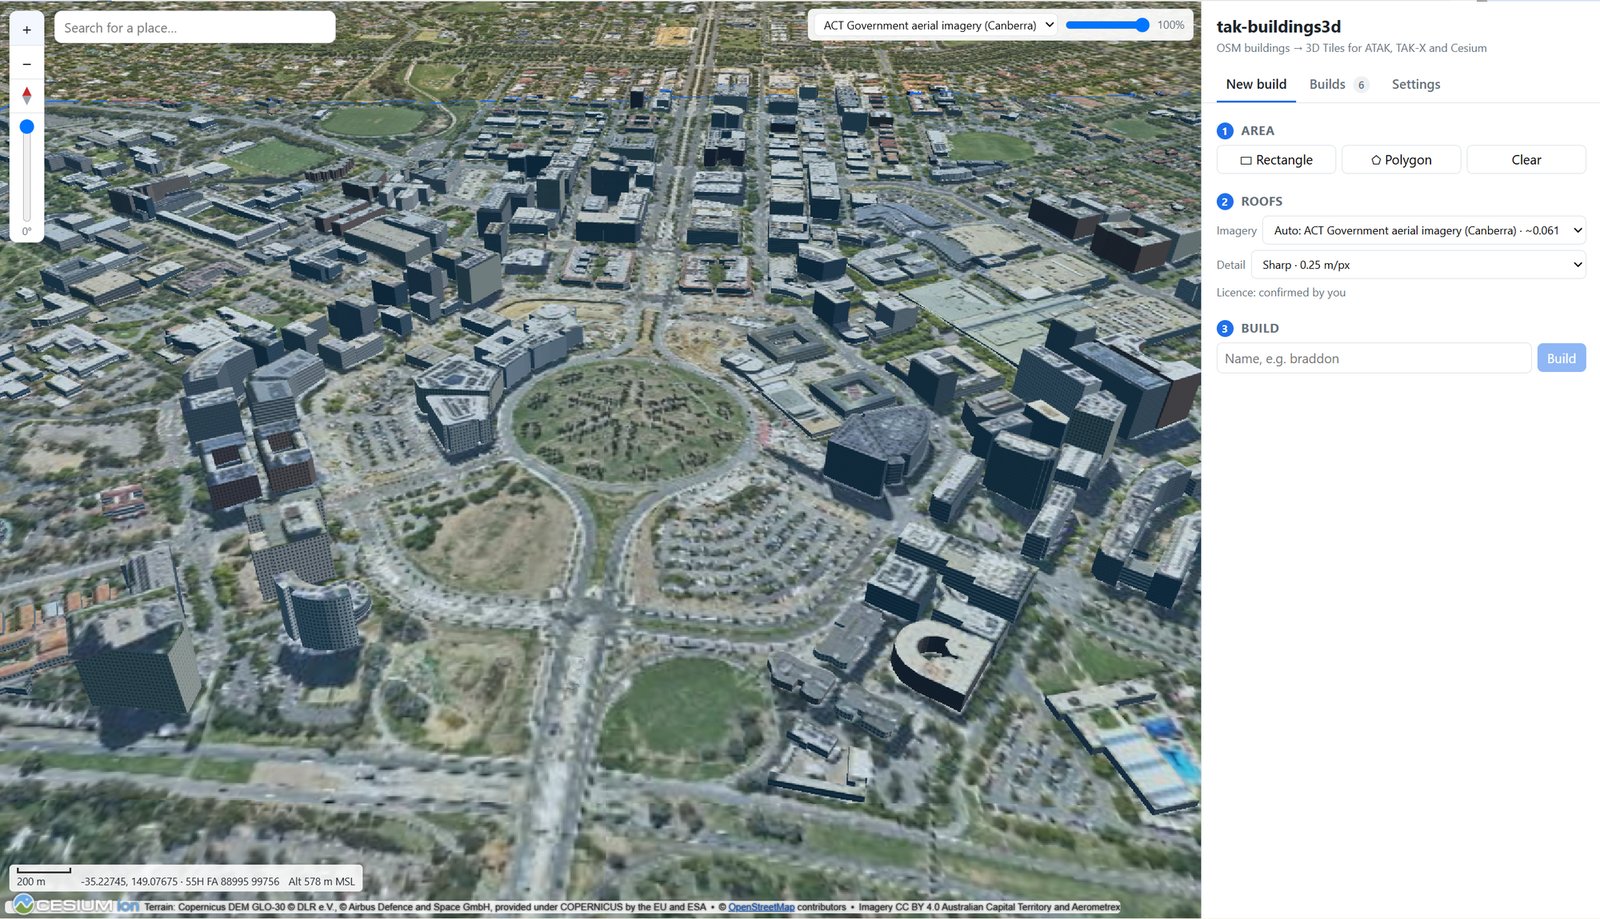 +
Search for a place...
ACT Government aerial imagery (Canberra)
100%
−
0°
200 m
-35.22745, 149.07675 · 55H FA 88995 99756 Alt 578 m MSL
CESIUM ion
Terrain: Copernicus DEM GLO-30 © DLR e.V., © Airbus Defence and Space GmbH, provided under COPERNICUS by the EU and ESA • © OpenStreetMap contributors • Imagery CC BY 4.0 Australian Capital Territory and Aerometrex
tak-buildings3d
OSM buildings → 3D Tiles for ATAK, TAK-X and Cesium
New build Builds 6 Settings
1 AREA
Rectangle Polygon Clear
2 ROOFS
Imagery Auto: ACT Government aerial imagery (Canberra) · ~0.061
Detail Sharp · 0.25 m/px
Licence: confirmed by you
3 BUILD
Name, e.g. braddon Build